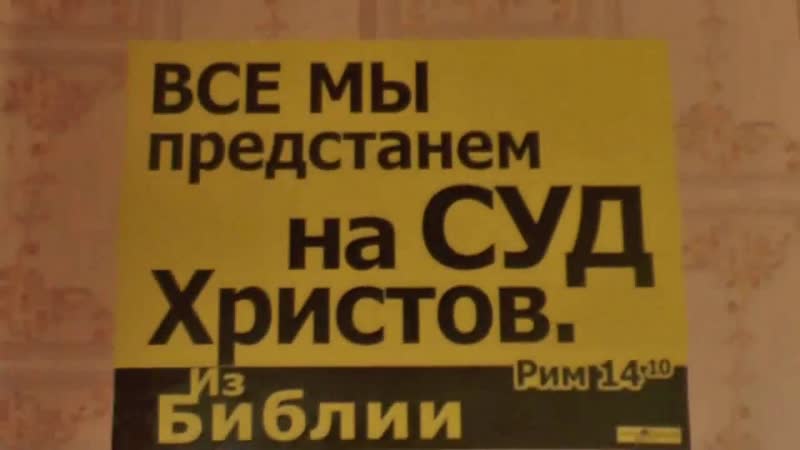 ВСЕ МЫ
предстанем
на СУД
Христов.
Рим 14:10
Из
Библии